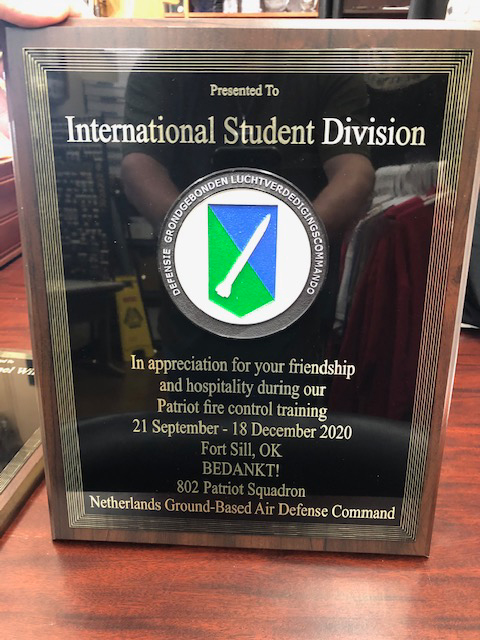 Presented To
International Student Division
DEFENSIE GRONDGEBONDEN LUCHTVERDEDIGINGSCOMMANDO
In appreciation for your friendship
and hospitality during our
Patriot fire control training
21 September - 18 December 2020
Fort Sill, OK
BEDANKT!
802 Patriot Squadron
Netherlands Ground-Based Air Defense Command